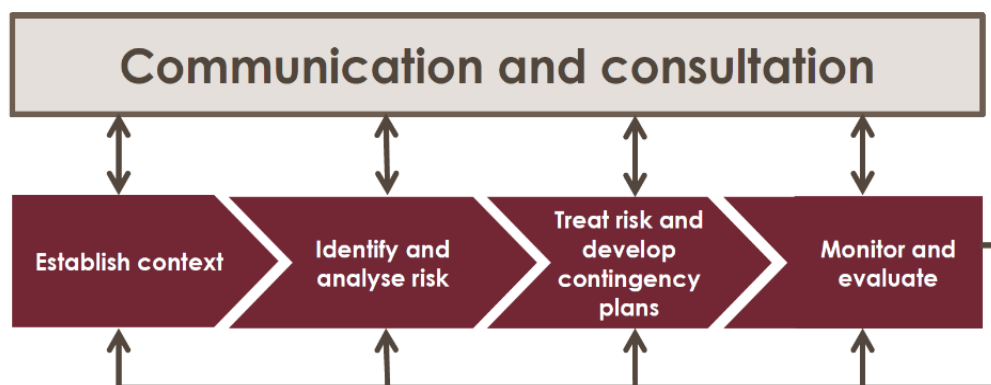 Communication and consultation
Establish context
Identify and
analyse risk
Treat risk and
develop
contingency
plans
Monitor and
evaluate